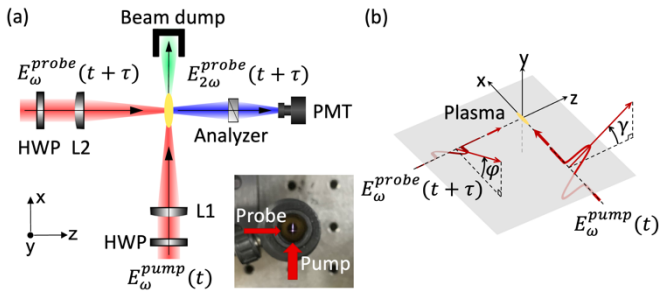 (a)
Beam dump
E_ω^probe(t + τ)
E_2ω^probe(t + τ)
PMT
HWP
L2
Analyzer
x
y
z
L1
HWP
E_ω^pump(t)
Probe
Pump
(b)
y
x
z
Plasma
γ
φ
E_ω^probe(t + τ)
E_ω^pump(t)